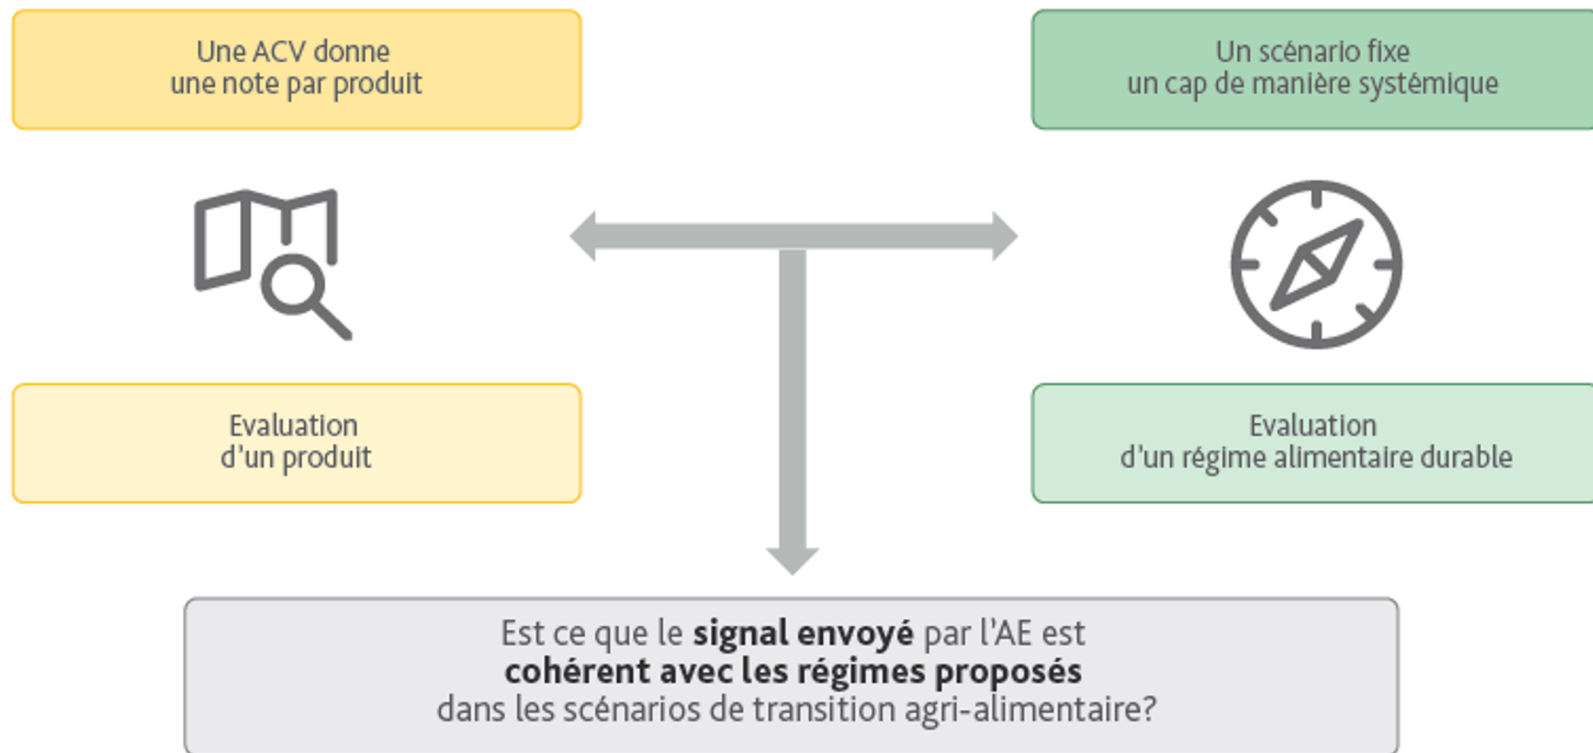 Une ACV donne
une note par produit
Un scénario fixe
un cap de manière systémique
Evaluation
d'un produit
Evaluation
d'un régime alimentaire durable
Est ce que le signal envoyé par l'AE est
cohérent avec les régimes proposés
dans les scénarios de transition agri-alimentaire?